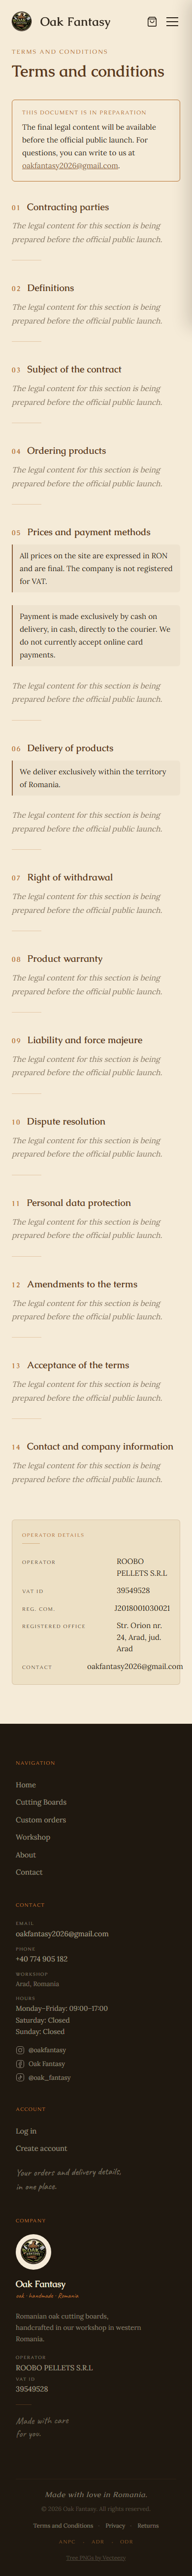 Oak Fantasy
TERMS AND CONDITIONS
Terms and conditions
THIS DOCUMENT IS IN PREPARATION
The final legal content will be available
before the official public launch. For
questions, you can write to us at
oakfantasy2026@gmail.com.
01 Contracting parties
The legal content for this section is being
prepared before the official public launch.
02 Definitions
The legal content for this section is being
prepared before the official public launch.
03 Subject of the contract
The legal content for this section is being
prepared before the official public launch.
04 Ordering products
The legal content for this section is being
prepared before the official public launch.
05 Prices and payment methods
All prices on the site are expressed in RON
and are final. The company is not registered
for VAT.
Payment is made exclusively by cash on
delivery, in cash, directly to the courier. We
do not currently accept online card
payments.
The legal content for this section is being
prepared before the official public launch.
06 Delivery of products
We deliver exclusively within the territory
of Romania.
The legal content for this section is being
prepared before the official public launch.
07 Right of withdrawal
The legal content for this section is being
prepared before the official public launch.
08 Product warranty
The legal content for this section is being
prepared before the official public launch.
09 Liability and force majeure
The legal content for this section is being
prepared before the official public launch.
10 Dispute resolution
The legal content for this section is being
prepared before the official public launch.
11 Personal data protection
The legal content for this section is being
prepared before the official public launch.
12 Amendments to the terms
The legal content for this section is being
prepared before the official public launch.
13 Acceptance of the terms
The legal content for this section is being
prepared before the official public launch.
14 Contact and company information
The legal content for this section is being
prepared before the official public launch.
OPERATOR DETAILS
OPERATOR ROOBO
PELLETS S.R.L
VAT ID 39549528
REG. COM. J2018001030021
REGISTERED OFFICE Str. Orion nr.
24, Arad, jud.
Arad
CONTACT oakfantasy2026@gmail.com
NAVIGATION
Home
Cutting Boards
Custom orders
Workshop
About
Contact
CONTACT
EMAIL
oakfantasy2026@gmail.com
PHONE
+40 774 905 182
WORKSHOP
Arad, Romania
HOURS
Monday–Friday: 09:00–17:00
Saturday: Closed
Sunday: Closed
@oakfantasy
Oak Fantasy
@oak_fantasy
ACCOUNT
Log in
Create account
Your orders and delivery details,
in one place.
COMPANY
Oak Fantasy
oak · handmade · Romania
Romanian oak cutting boards,
handcrafted in our workshop in western
Romania.
OPERATOR
ROOBO PELLETS S.R.L
VAT ID
39549528
Made with care
for you.
Made with love in Romania.
© 2026 Oak Fantasy. All rights reserved.
Terms and Conditions Privacy Returns
ANPC ADR ODR